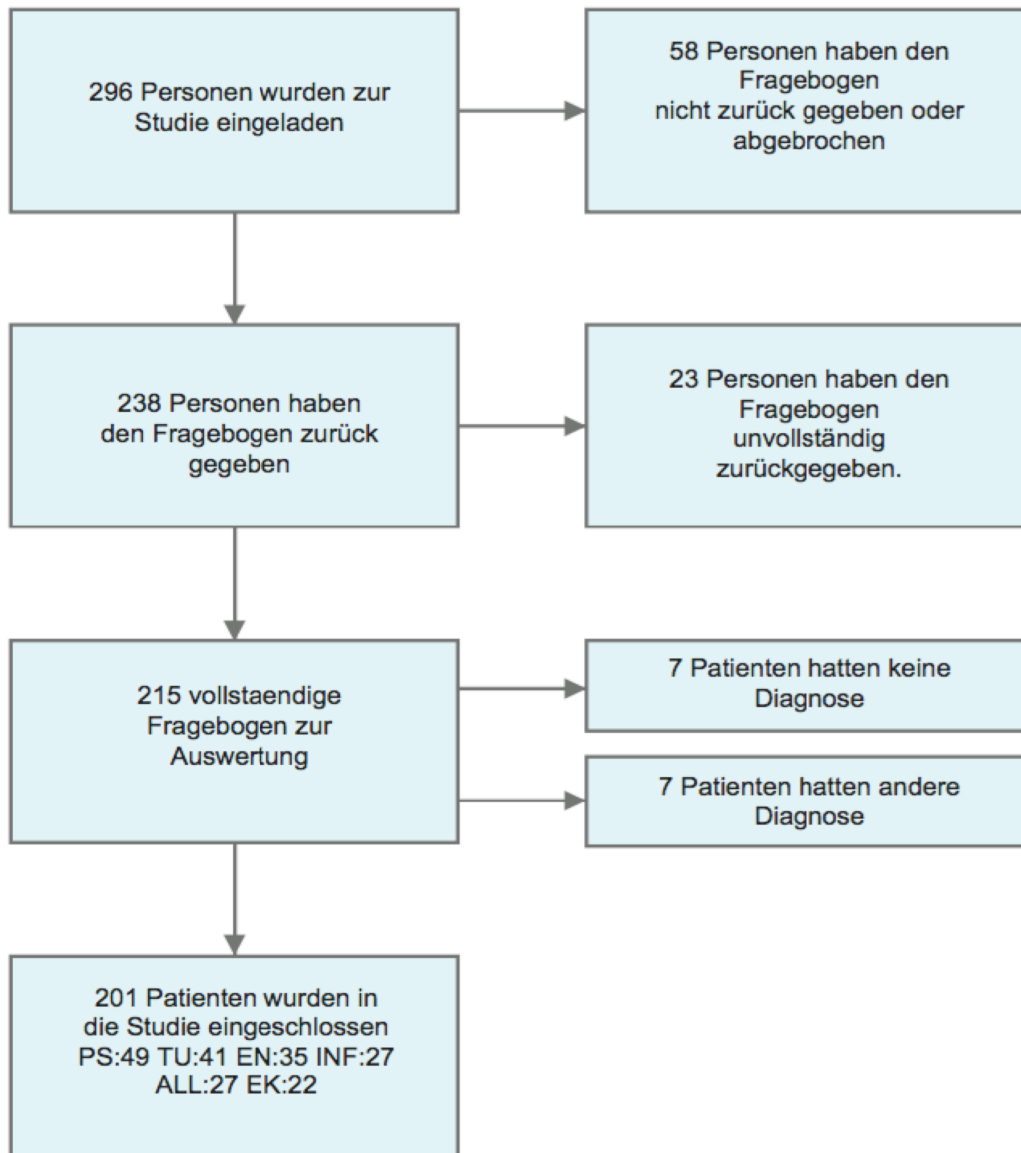 296 Personen wurden zur
Studie eingeladen
58 Personen haben den
Fragebogen
nicht zurück gegeben oder
abgebrochen
238 Personen haben
den Fragebogen zurück
gegeben
23 Personen haben den
Fragebogen
unvollständig
zurückgegeben.
215 vollstaendige
Fragebogen zur
Auswertung
7 Patienten hatten keine
Diagnose
7 Patienten hatten andere
Diagnose
201 Patienten wurden in
die Studie eingeschlossen
PS:49 TU:41 EN:35 INF:27
ALL:27 EK:22